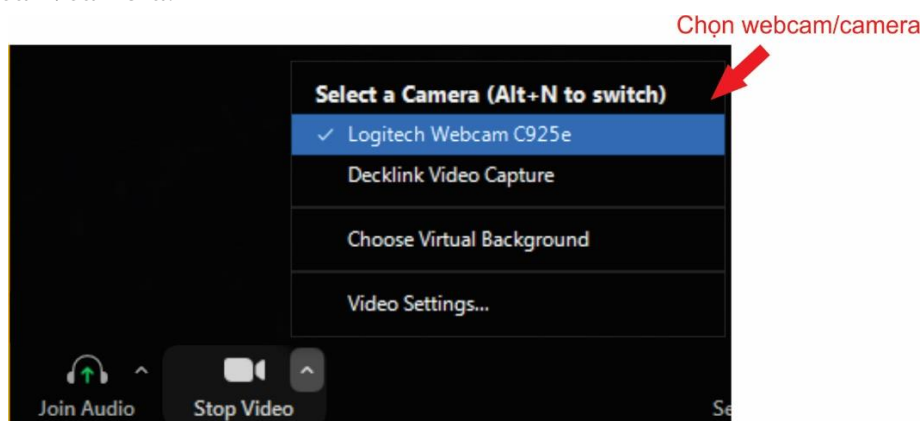 Chọn webcam/camera
Select a Camera (Alt+N to switch)
Logitech Webcam C925e
Decklink Video Capture
Choose Virtual Background
Video Settings...
Join Audio
Stop Video
Se